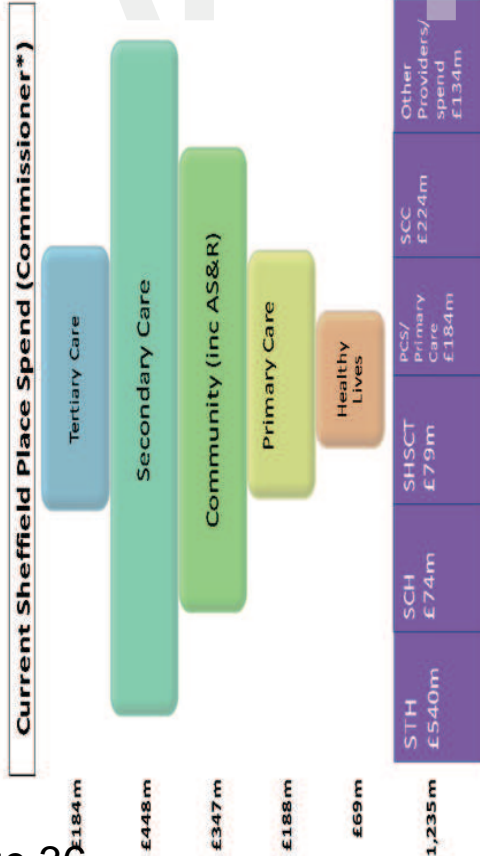 Current Sheffield Place Spend (Commissioner*)
£184m
Tertiary Care
£448m
Secondary Care
£347m
Community (inc AS&R)
£188m
Primary Care
£69m
Healthy
Lives
1,235m
STH
£540m
SCH
£74m
SHSCT
£79m
PCS/
Primary
Care
£184m
SCC
£224m
Other
Providers/
spend
£134m